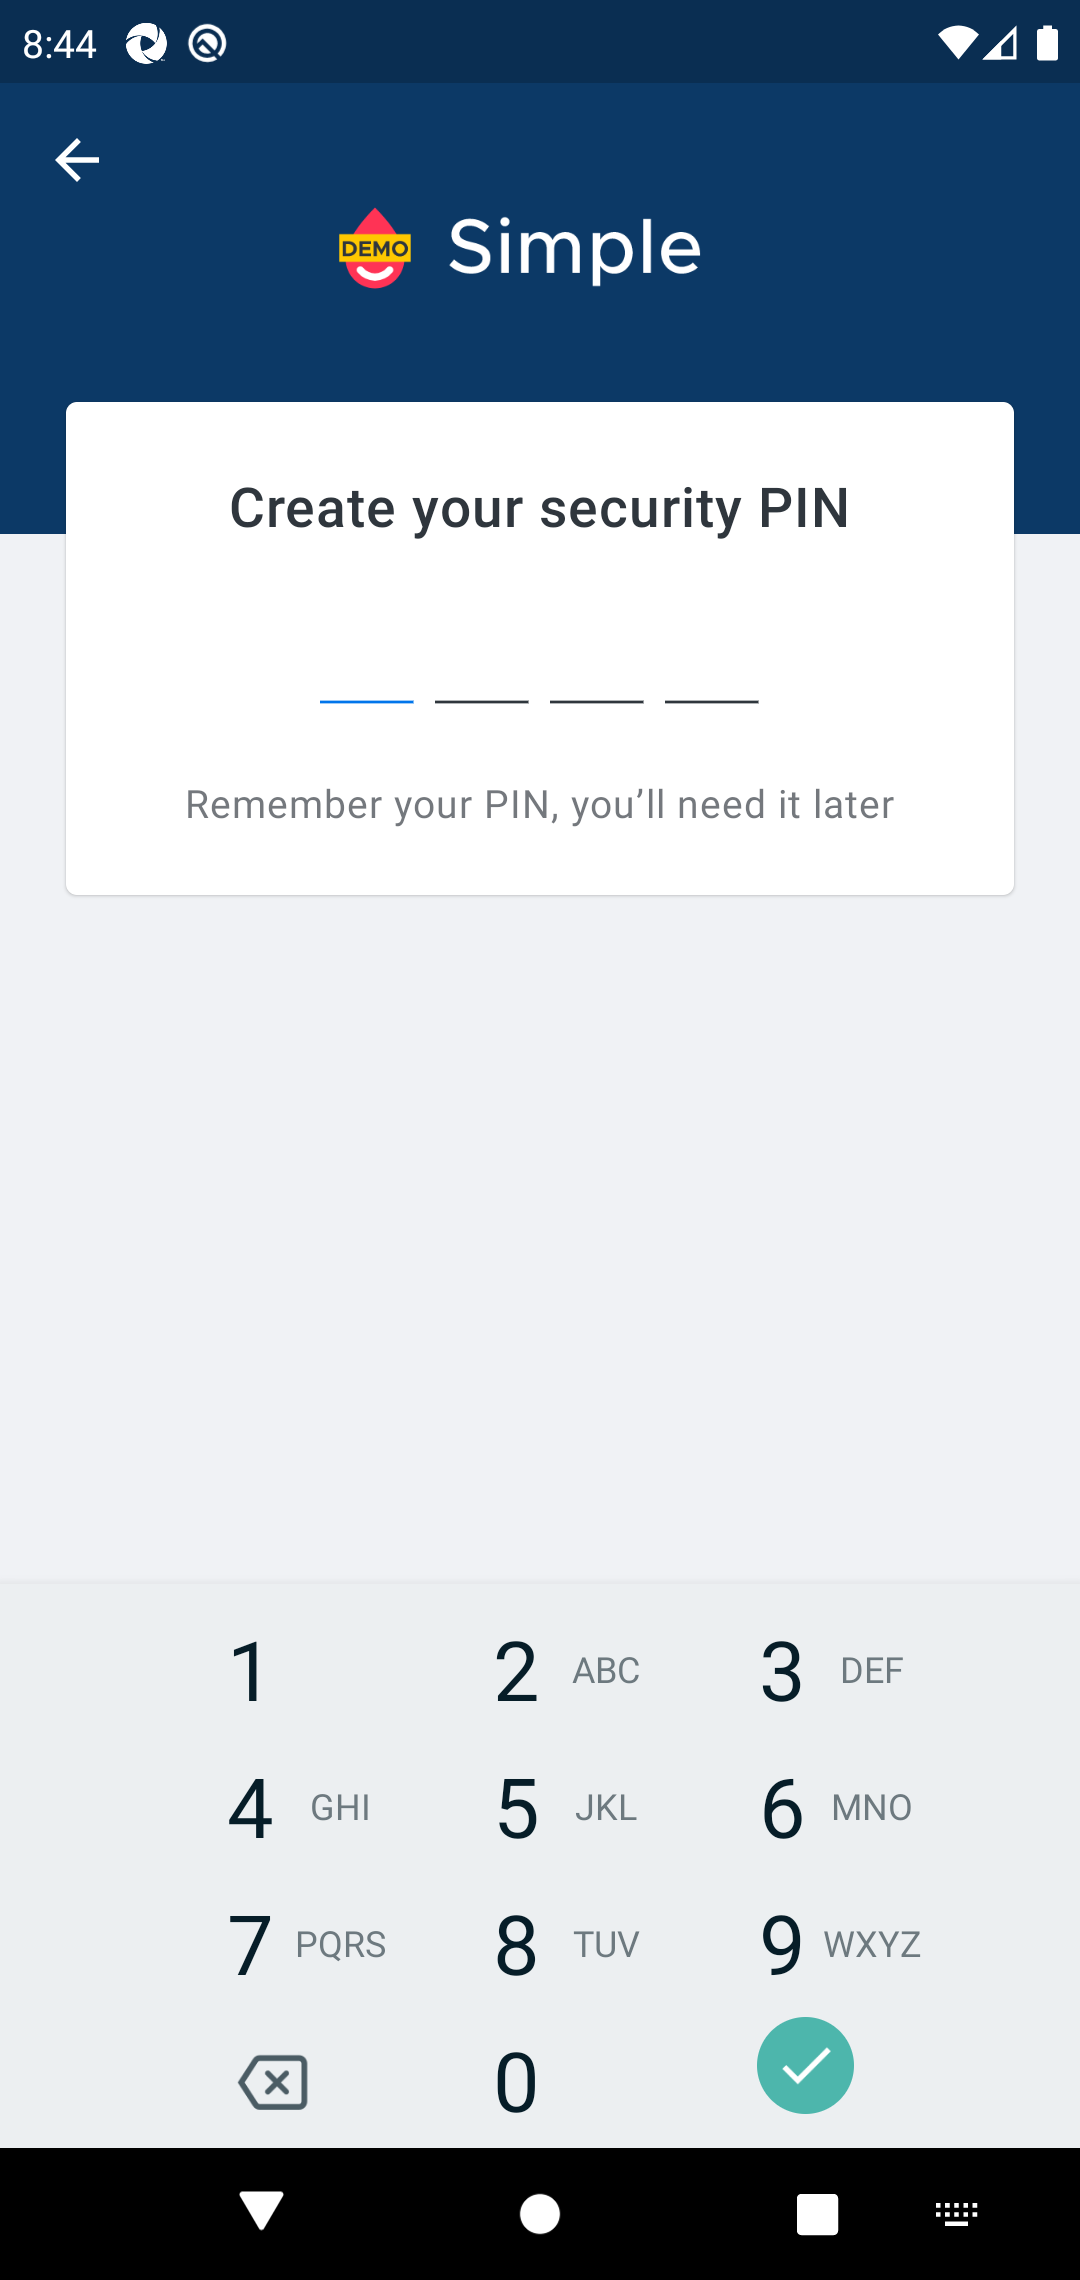 8:44
DEMO Simple
Create your security PIN
Remember your PIN, you’ll need it later
1 2 ABC 3 DEF
4 GHI 5 JKL 6 MNO
7 PQRS 8 TUV 9 WXYZ
0